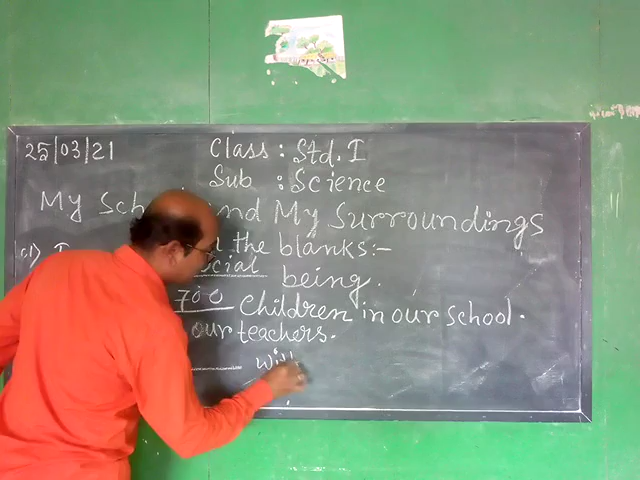 25/03/21 Class : Std. I
Sub : Science
My Sch nd My Surroundings
the blanks:-
ocial being.
700 Children in our school.
our teachers.
will